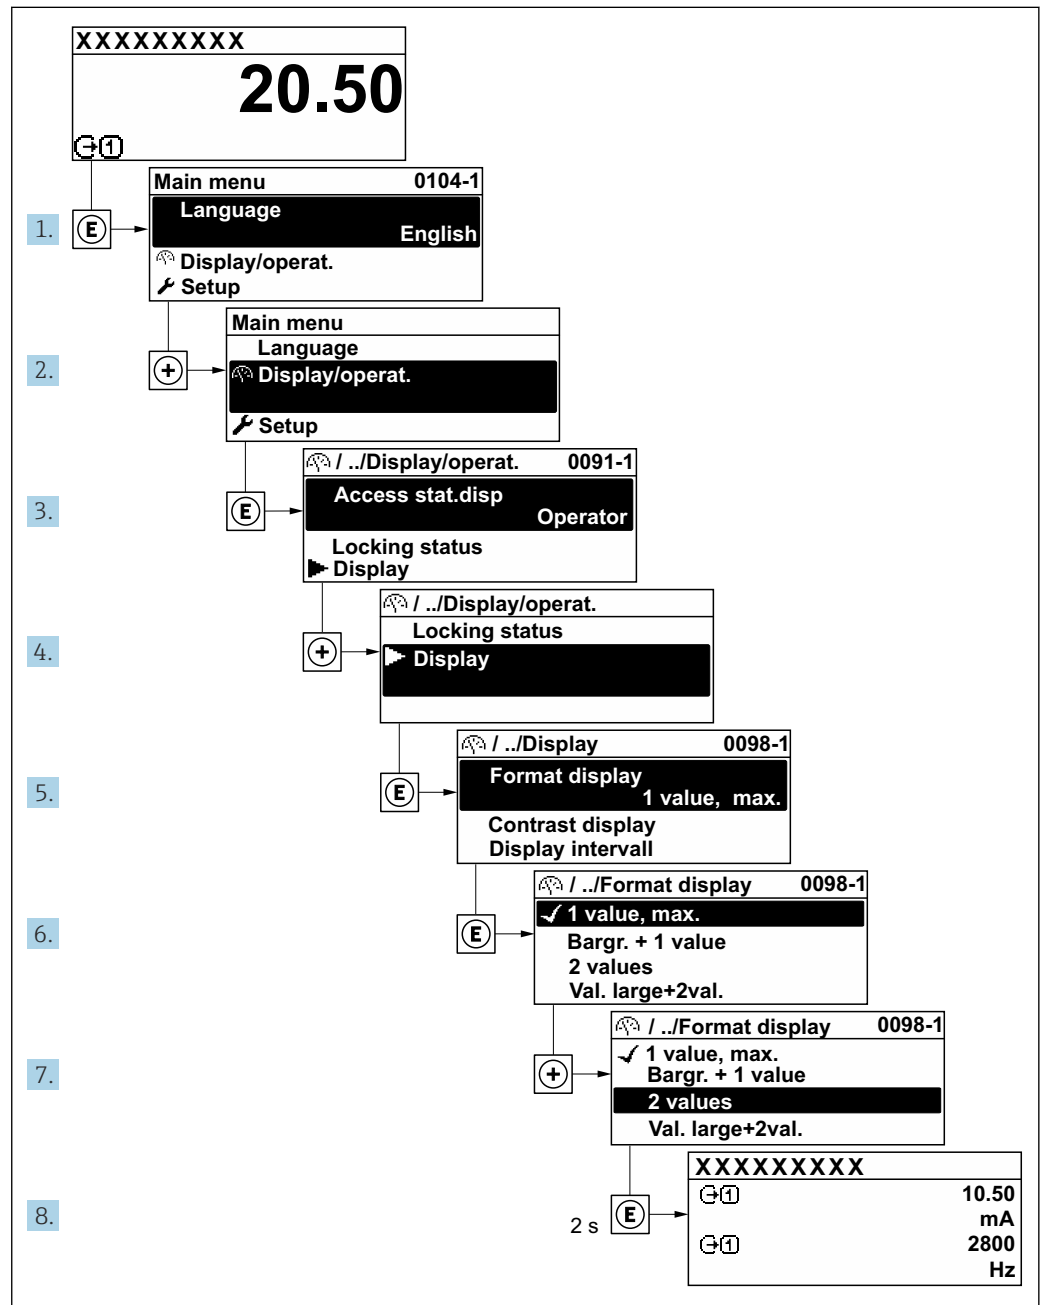 XXXXXXXXX
20.50
1
Main menu 0104-1
Language
1. E English
Display/operat.
Setup
Main menu
Language
2. + Display/operat.
Setup
/ ../Display/operat. 0091-1
Access stat.disp
3. E Operator
Locking status
Display
/ ../Display/operat.
Locking status
4. + Display
/ ../Display 0098-1
Format display
5. E 1 value, max.
Contrast display
Display intervall
/ ../Format display 0098-1
1 value, max.
6. E Bargr. + 1 value
2 values
Val. large+2val.
/ ../Format display 0098-1
1 value, max.
7. + Bargr. + 1 value
2 values
Val. large+2val.
XXXXXXXXX
1 10.50
8. 2 s E mA
1 2800
Hz